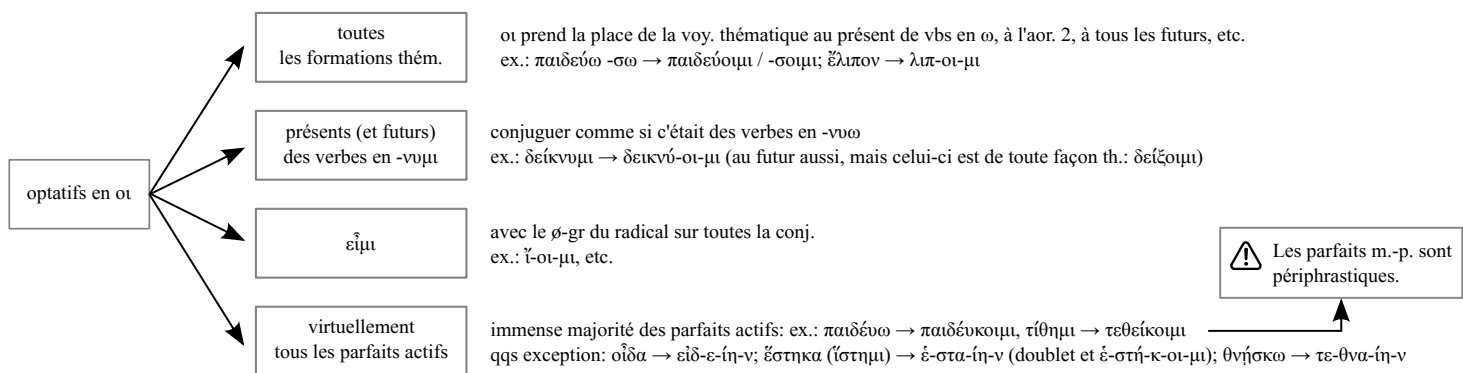 toutes
les formations thém.
οι prend la place de la voy. thématique au présent de vbs en ω, à l'aor. 2, à tous les futurs, etc.
ex.: παιδεύω -σω → παιδεύοιμι / -σοιμι; ἔλιπον → λιπ-οι-μι
présents (et futurs)
des verbes en -νυμι
conjuguer comme si c'était des verbes en -νυω
ex.: δείκνυμι → δεικνύ-οι-μι (au futur aussi, mais celui-ci est de toute façon th.: δείξοιμι)
optatifs en οι
εἶμι
avec le ø-gr du radical sur toutes la conj.
ex.: ἴ-οι-μι, etc.
Les parfaits m.-p. sont
périphrastiques.
virtuellement
tous les parfaits actifs
immense majorité des parfaits actifs: ex.: παιδέυω → παιδέυκοιμι, τίθημι → τεθείκοιμι
qqs exception: οἶδα → εἰδ-ε-ίη-ν; ἕστηκα (ἵστημι) → ἑ-στα-ίη-ν (doublet et ἑ-στή-κ-οι-μι); θνῄσκω → τε-θνα-ίη-ν